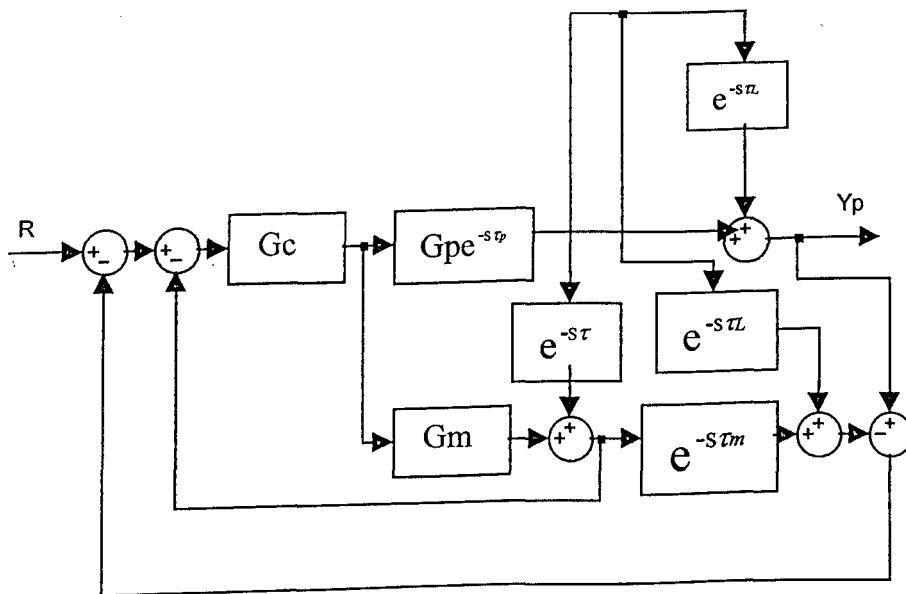 e^{-sτL}
R
+
−
+
−
Gc
Gpe^{-sτp}
+
+
Yp
e^{-sτ}
e^{-sτL}
Gm
+
+
e^{-sτm}
+
+
−
+